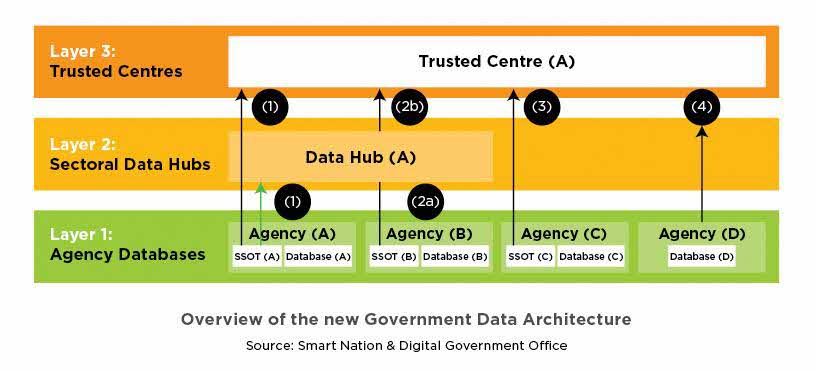 Layer 3:
Trusted Centres
Trusted Centre (A)
(1)
(2b)
(3)
(4)
Layer 2:
Sectoral Data Hubs
Data Hub (A)
(1)
(2a)
Layer 1:
Agency Databases
Agency (A)
SSOT (A)
Database (A)
Agency (B)
SSOT (B)
Database (B)
Agency (C)
SSOT (C)
Database (C)
Agency (D)
Database (D)
Overview of the new Government Data Architecture
Source: Smart Nation & Digital Government Office